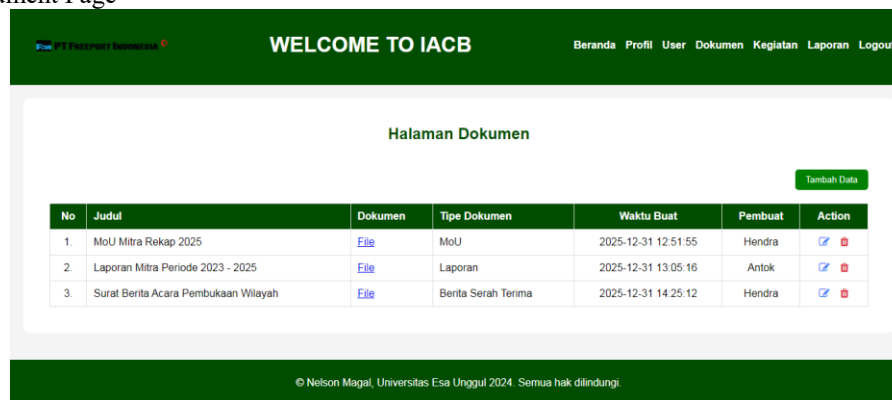 ument Page
PT FREEPORT INDONESIA WELCOME TO IACB Beranda Profil User Dokumen Kegiatan Laporan Logout
Halaman Dokumen
Tambah Data
No Judul Dokumen Tipe Dokumen Waktu Buat Pembuat Action
1. MoU Mitra Rekap 2025 File MoU 2025-12-31 12:51:55 Hendra
2. Laporan Mitra Periode 2023 - 2025 File Laporan 2025-12-31 13:05:16 Antok
3. Surat Berita Acara Pembukaan Wilayah File Berita Serah Terima 2025-12-31 14:25:12 Hendra
© Nelson Magal, Universitas Esa Unggul 2024. Semua hak dilindungi.